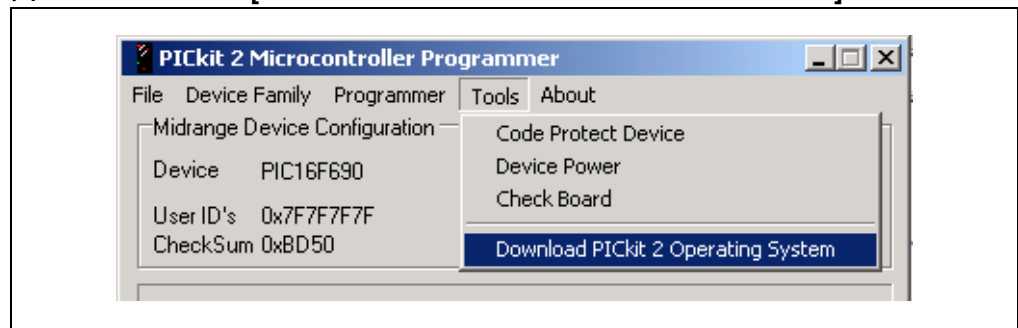 PICkit 2 Microcontroller Programmer
File Device Family Programmer Tools About
Midrange Device Configuration
Code Protect Device
Device PIC16F690
Device Power
Check Board
User ID's 0x7F7F7F7F
CheckSum 0xBD50
Download PICkit 2 Operating System